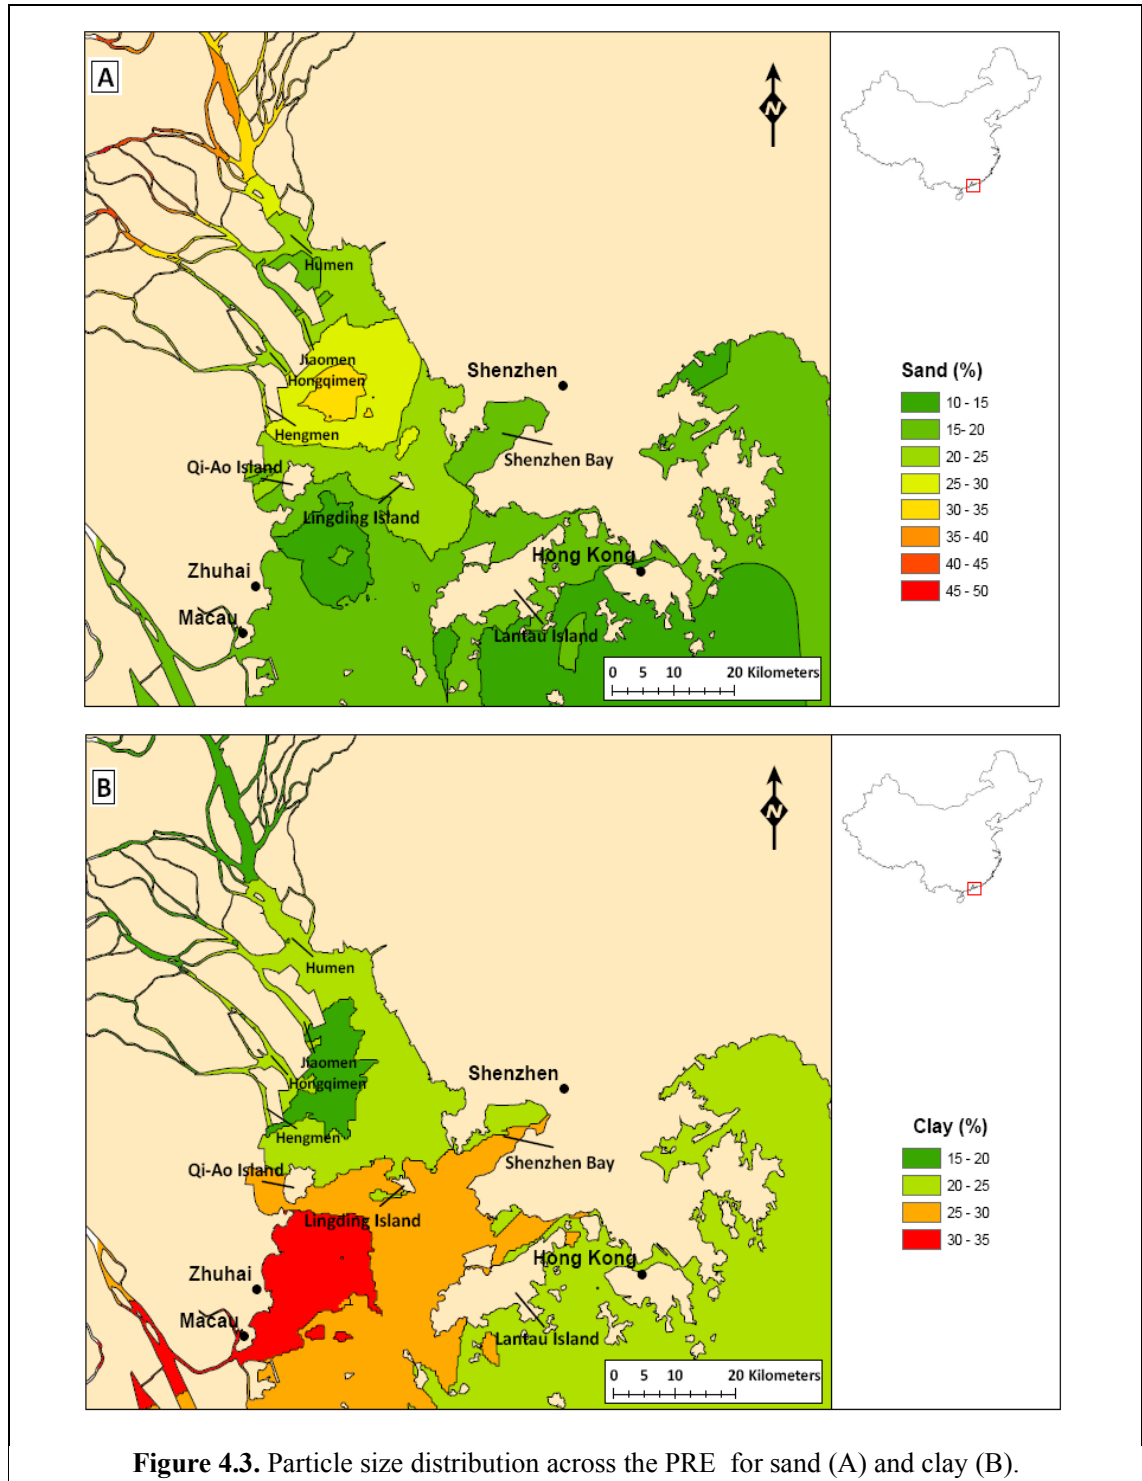 A
N
Humen
Jiaomen
Hongqimen
Hengmen
Shenzhen
Shenzhen Bay
Qi-Ao Island
Lingding Island
Hong Kong
Zhuhai
Macau
Lantau Island
0 5 10 20 Kilometers
Sand (%)
10 - 15
15- 20
20 - 25
25 - 30
30 - 35
35 - 40
40 - 45
45 - 50
B
N
Humen
Jiaomen
Hongqimen
Hengmen
Shenzhen
Shenzhen Bay
Qi-Ao Island
Lingding Island
Hong Kong
Zhuhai
Macau
Lantau Island
0 5 10 20 Kilometers
Clay (%)
15 - 20
20 - 25
25 - 30
30 - 35
Figure 4.3. Particle size distribution across the PRE for sand (A) and clay (B).